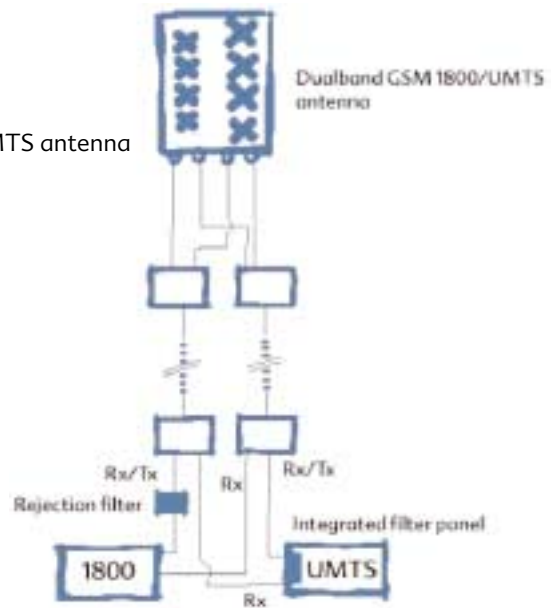 Dualband GSM 1800/UMTS
antenna
MTS antenna
Rx/Tx
Rx
Rx/Tx
Rejection filter
Integrated filter panel
1800
UMTS
Rx